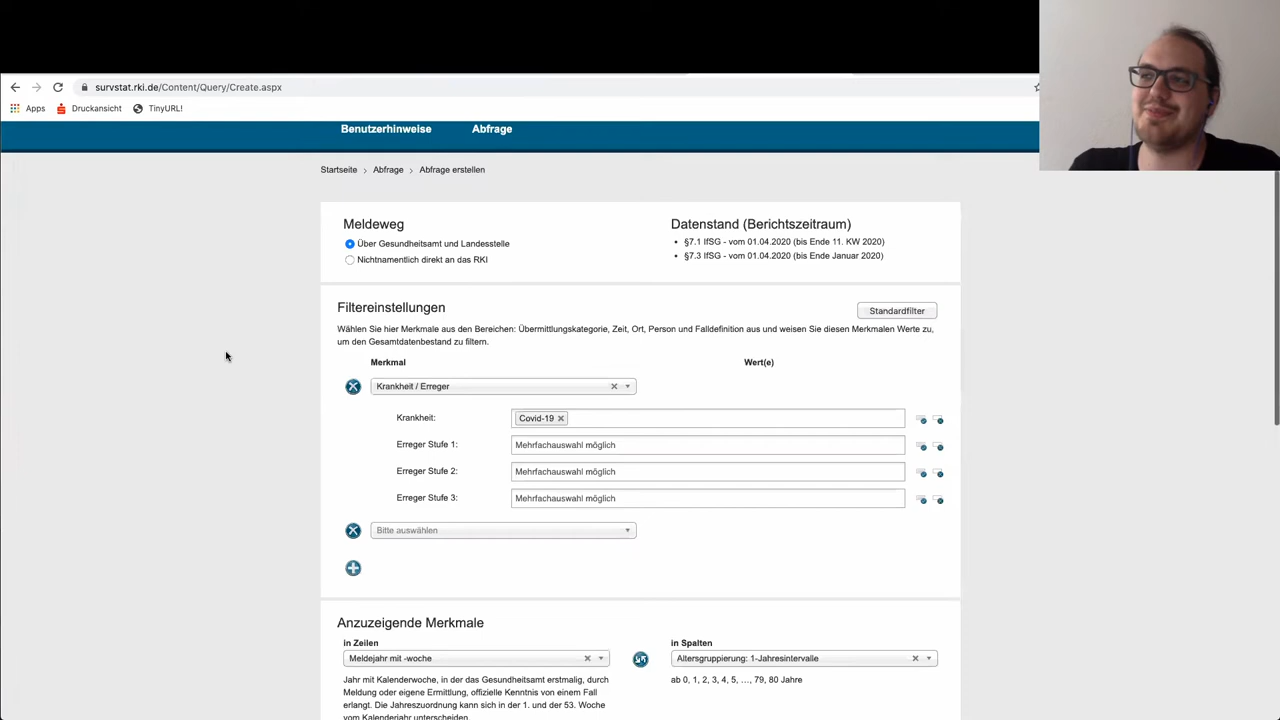 survstat.rki.de/Content/Query/Create.aspx
Apps Druckansicht TinyURL!
Benutzerhinweise Abfrage
Startseite > Abfrage > Abfrage erstellen
Meldeweg
Über Gesundheitsamt und Landesstelle
Nichtnamentlich direkt an das RKI
Datenstand (Berichtszeitraum)
• §7.1 IfSG - vom 01.04.2020 (bis Ende 11. KW 2020)
• §7.3 IfSG - vom 01.04.2020 (bis Ende Januar 2020)
Filtereinstellungen
Standardfilter
Wählen Sie hier Merkmale aus den Bereichen: Übermittlungskategorie, Zeit, Ort, Person und Falldefinition aus und weisen Sie diesen Merkmalen Werte zu,
um den Gesamtdatenbestand zu filtern.
Merkmal Wert(e)
Krankheit / Erreger
Krankheit: Covid-19
Erreger Stufe 1: Mehrfachauswahl möglich
Erreger Stufe 2: Mehrfachauswahl möglich
Erreger Stufe 3: Mehrfachauswahl möglich
Bitte auswählen
Anzuzeigende Merkmale
in Zeilen
Meldejahr mit -woche
Jahr mit Kalenderwoche, in der das Gesundheitsamt erstmalig, durch
Meldung oder eigene Ermittlung, offizielle Kenntnis von einem Fall
erlangt. Die Jahreszuordnung kann sich in der 1. und der 53. Woche
vom Kalenderjahr unterscheiden.
in Spalten
Altersgruppierung: 1-Jahresintervalle
ab 0, 1, 2, 3, 4, 5, ..., 79, 80 Jahre